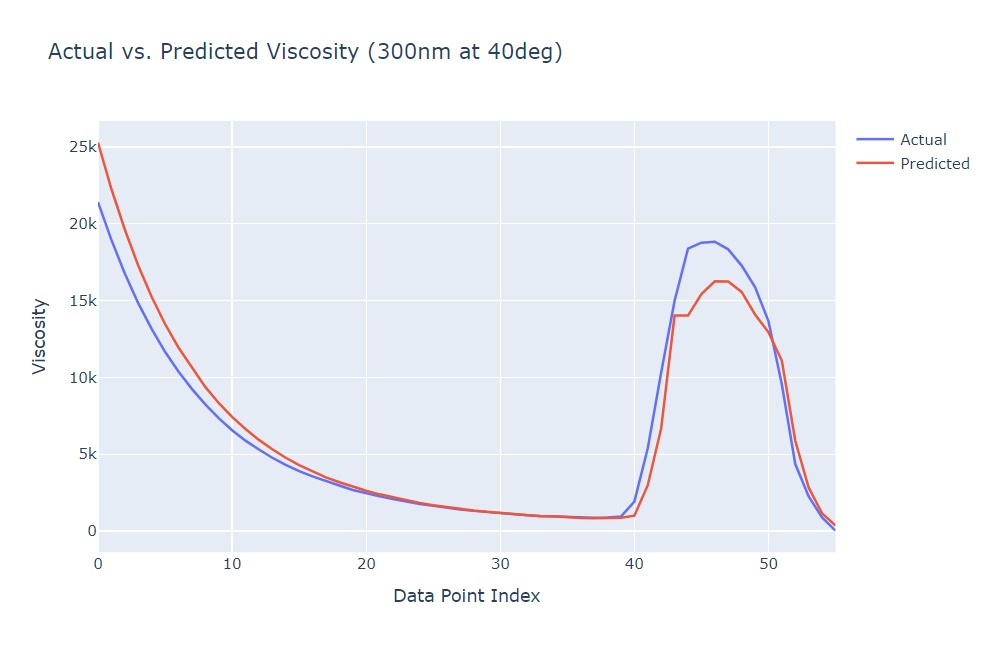 Actual vs. Predicted Viscosity (300nm at 40deg)
Actual
Predicted
25k
20k
15k
10k
5k
0
Viscosity
0 10 20 30 40 50
Data Point Index